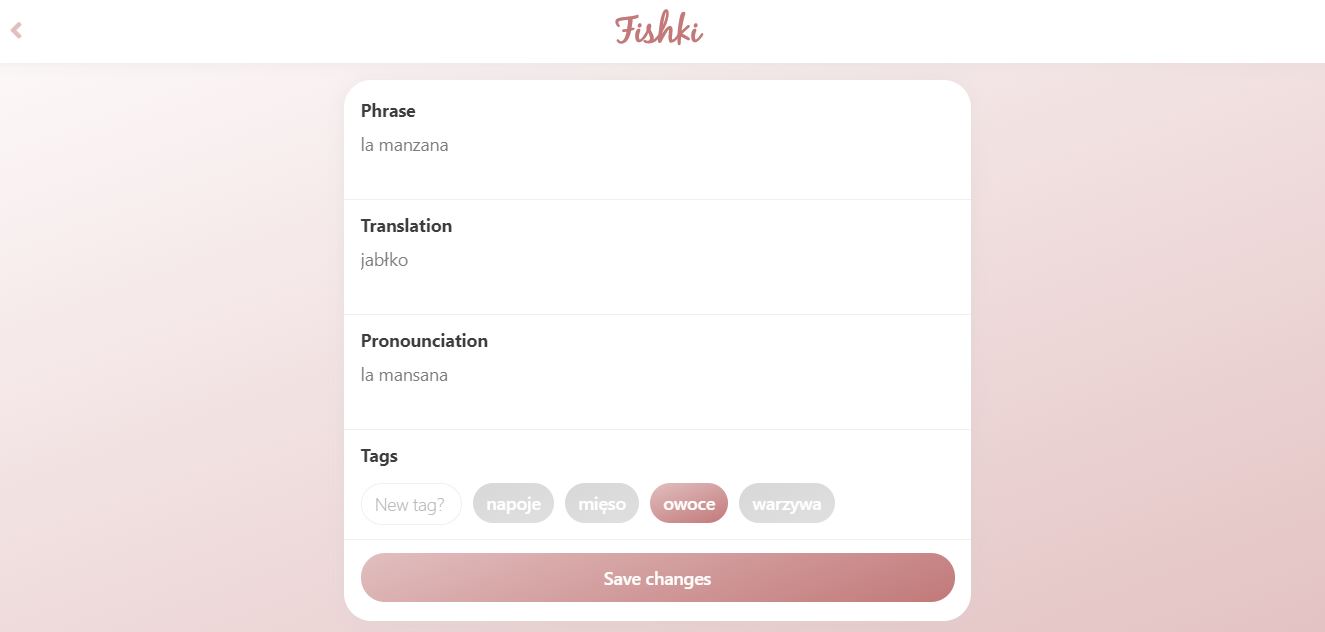 Fishki
Phrase
la manzana
Translation
jabłko
Pronounciation
la mansana
Tags
New tag? napoje mięso owoce warzywa
Save changes